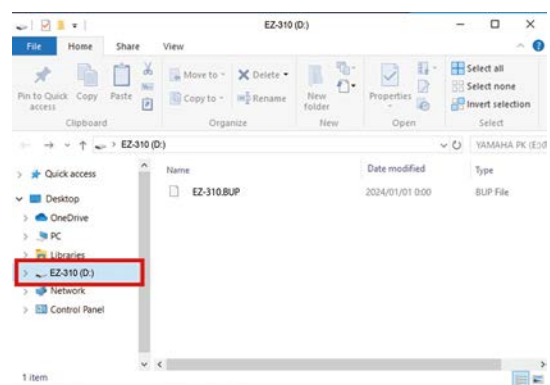 EZ-310 (D:)
File Home Share View
Pin to Quick access
Copy
Paste
Clipboard
Move to
Copy to
Delete
Rename
Organize
New folder
New
Properties
Open
Select all
Select none
Invert selection
Select
EZ-310 (D:)
Quick access
Desktop
OneDrive
PC
Libraries
EZ-310 (D:)
Network
Control Panel
Name Date modified Type
EZ-310.BUP 2024/01/01 0:00 BUP File
1 item